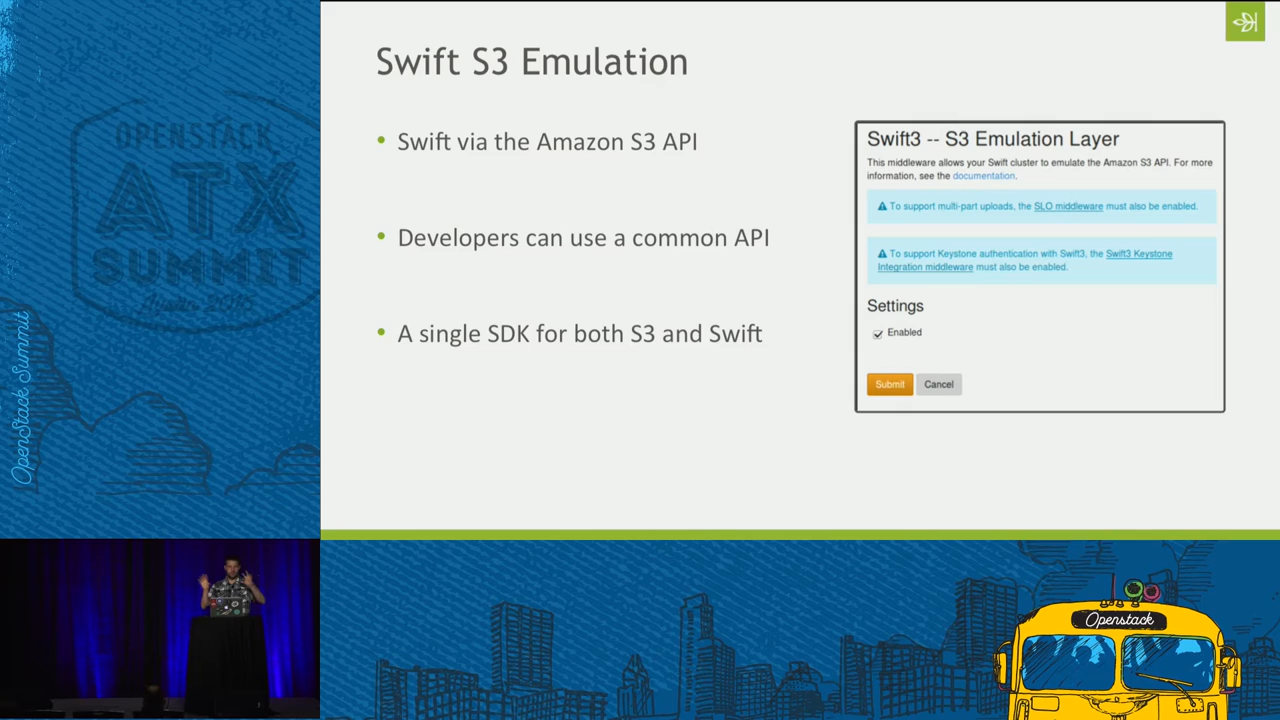 Swift S3 Emulation
• Swift via the Amazon S3 API
• Developers can use a common API
• A single SDK for both S3 and Swift
Swift3 -- S3 Emulation Layer
This middleware allows your Swift cluster to emulate the Amazon S3 API. For more
information, see the documentation.
To support multi-part uploads, the SLO middleware must also be enabled.
To support Keystone authentication with Swift3, the Swift3 Keystone
Integration middleware must also be enabled.
Settings
Enabled
Submit Cancel
OPENSTACK
ATX
OpenStack Summit
Openstack